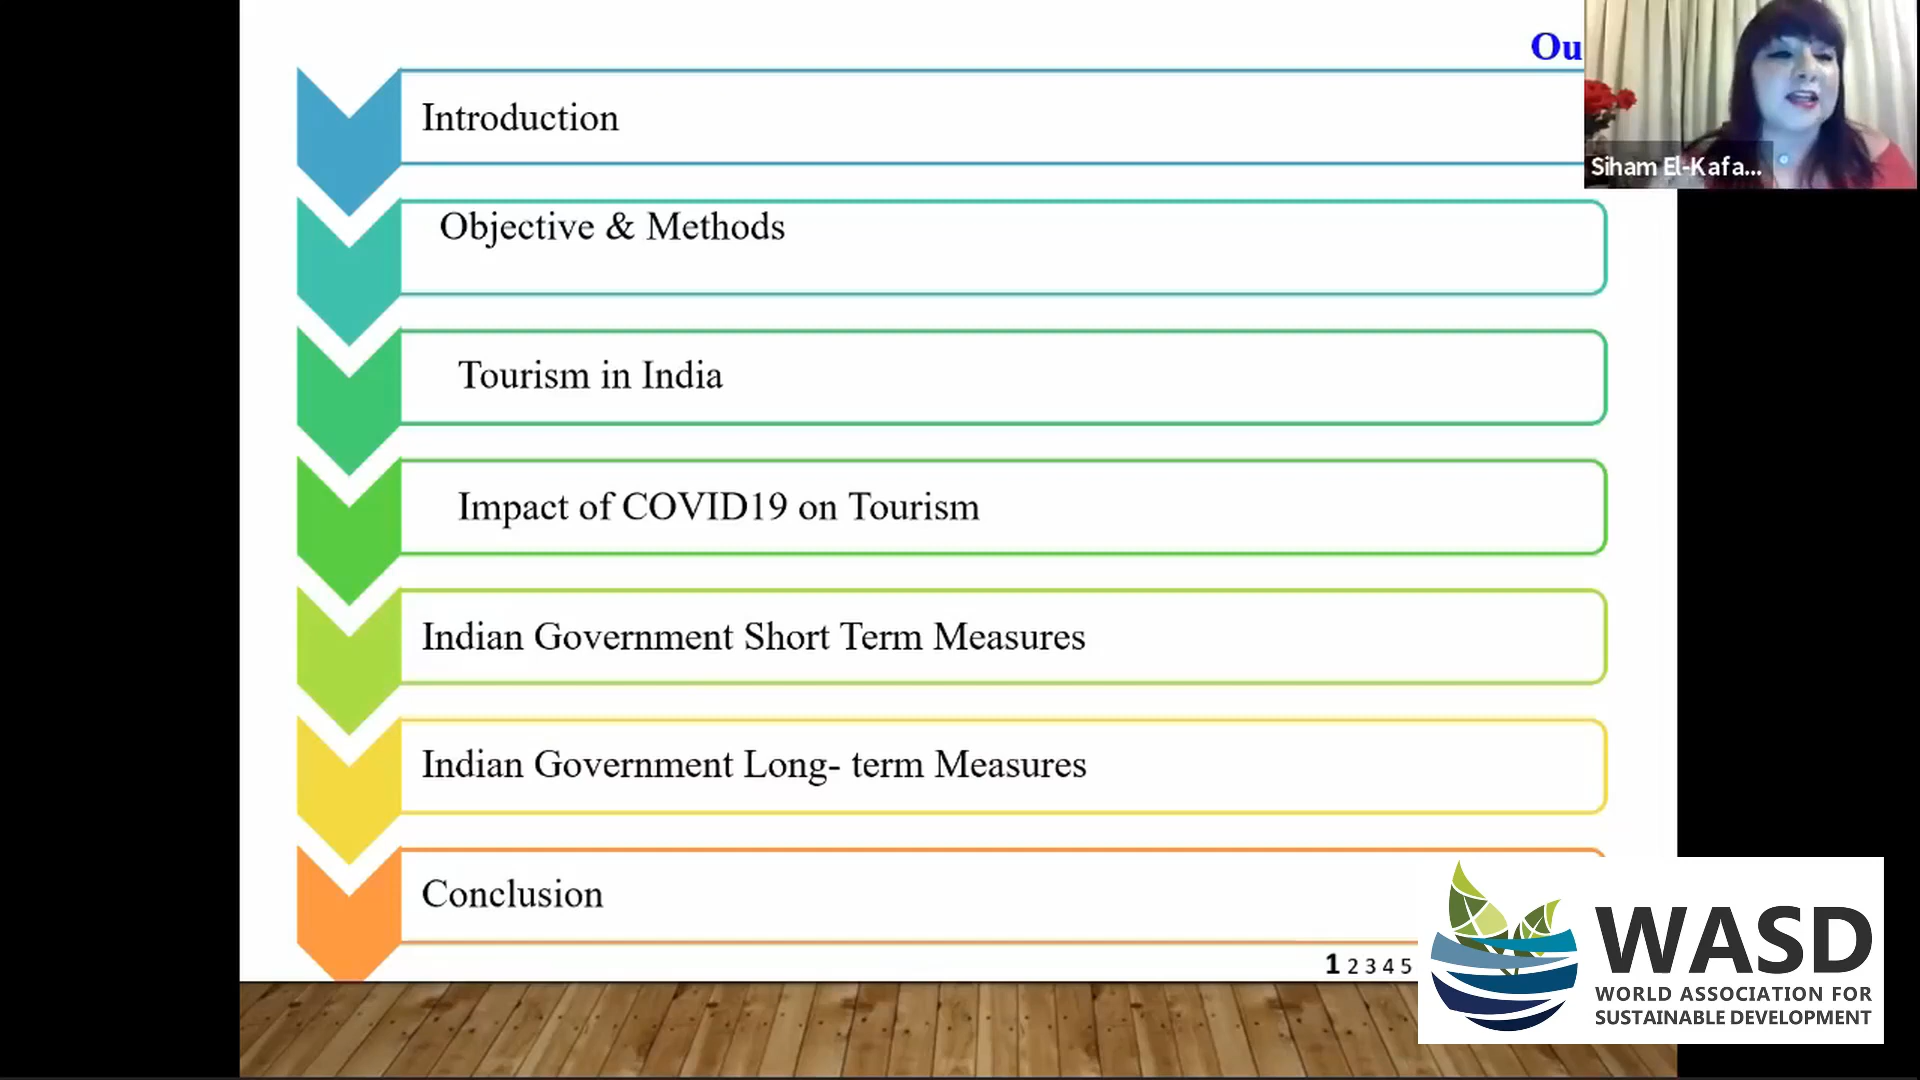 Ou
Introduction
Siham El-Kafa...
Objective & Methods
Tourism in India
Impact of COVID19 on Tourism
Indian Government Short Term Measures
Indian Government Long- term Measures
Conclusion
1 2 3 4 5
WASD
WORLD ASSOCIATION FOR
SUSTAINABLE DEVELOPMENT